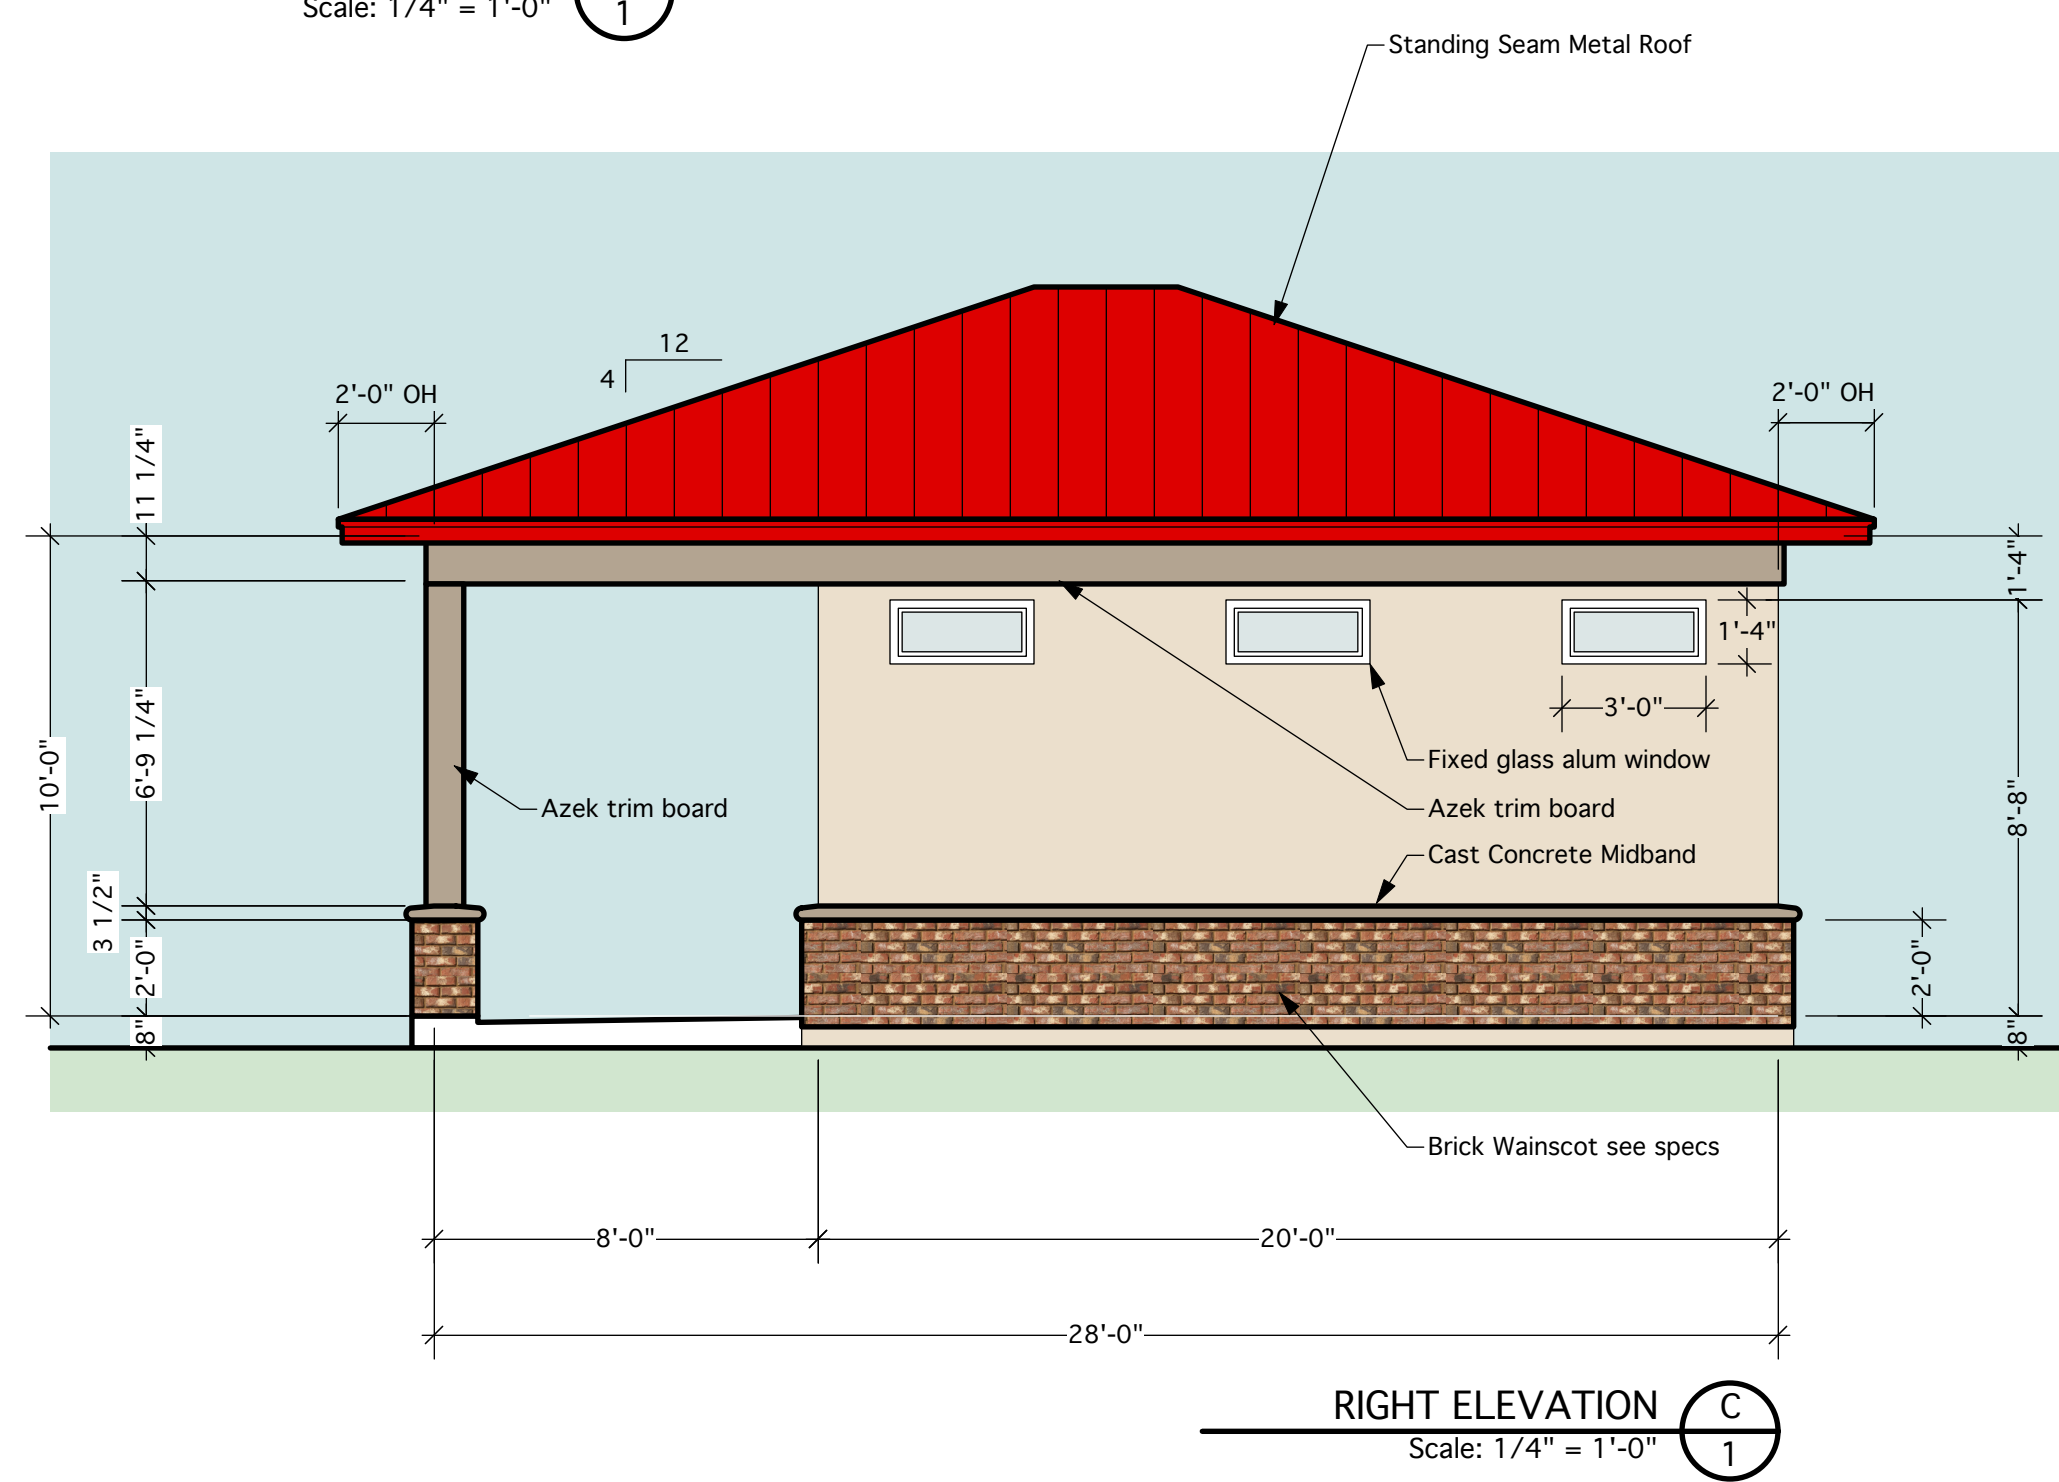 Scale: 1/4" = 1'-0"
1
Standing Seam Metal Roof
12
4
2'-0" OH
2'-0" OH
11 1/4"
1'-4"
1'-4"
6'-9 1/4"
3'-0"
10'-0"
Fixed glass alum window
8'-8"
Azek trim board
Azek trim board
Cast Concrete Midband
3 1/2"
2'-0"
2'-0"
8"
8"
Brick Wainscot see specs
8'-0"
20'-0"
28'-0"
RIGHT ELEVATION
C
Scale: 1/4" = 1'-0"
1